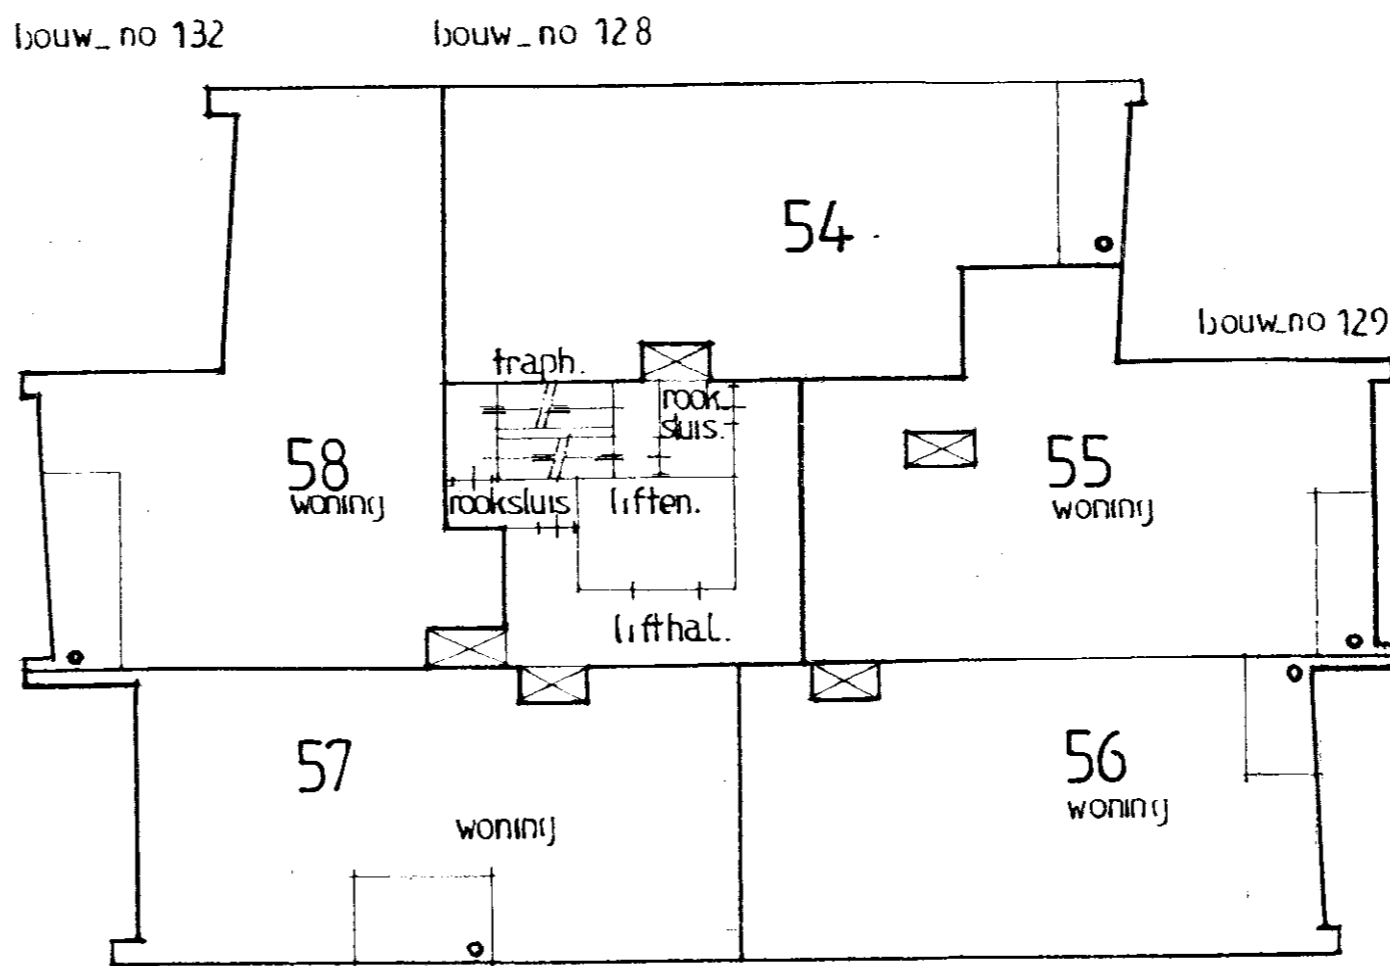 bouw_no 132
bouw_no 128
54
bouw_no 129
traph.
rook_
sluis.
58
woning
55
woning
rooksluis
liften.
lifthal.
57
woning
56
woning